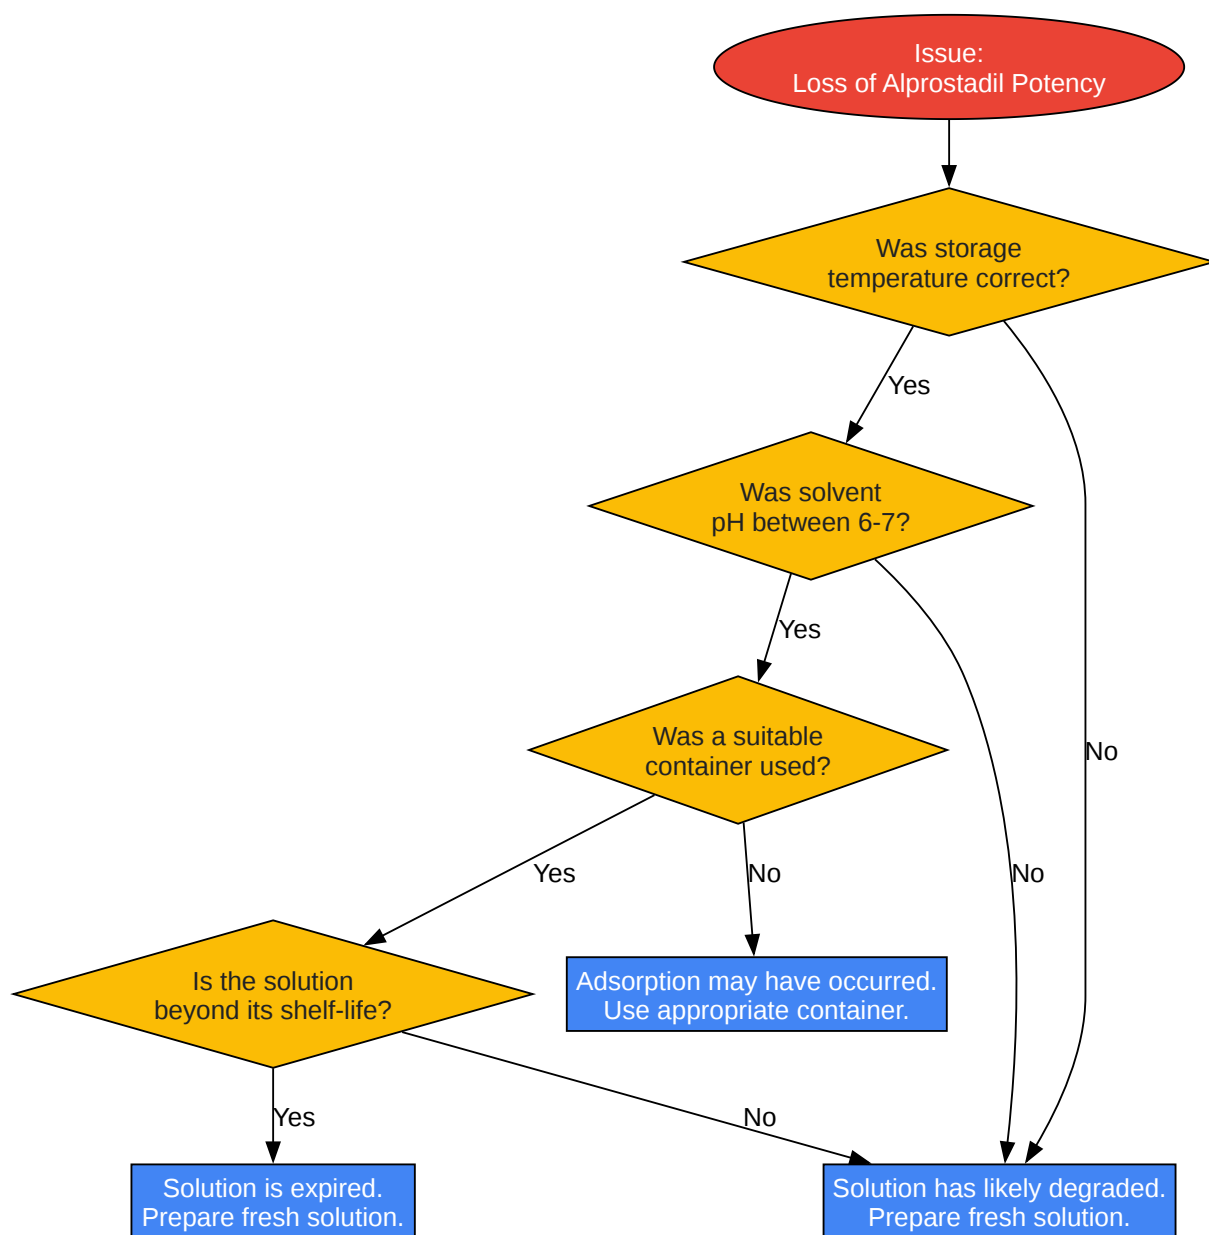 Issue:
Loss of Alprostadil Potency
Was storage
temperature correct?
Yes
Was solvent
pH between 6-7?
Yes
Was a suitable
container used?
No
Yes
No
No
Is the solution
beyond its shelf-life?
Adsorption may have occurred.
Use appropriate container.
Yes
No
Solution is expired.
Prepare fresh solution.
Solution has likely degraded.
Prepare fresh solution.